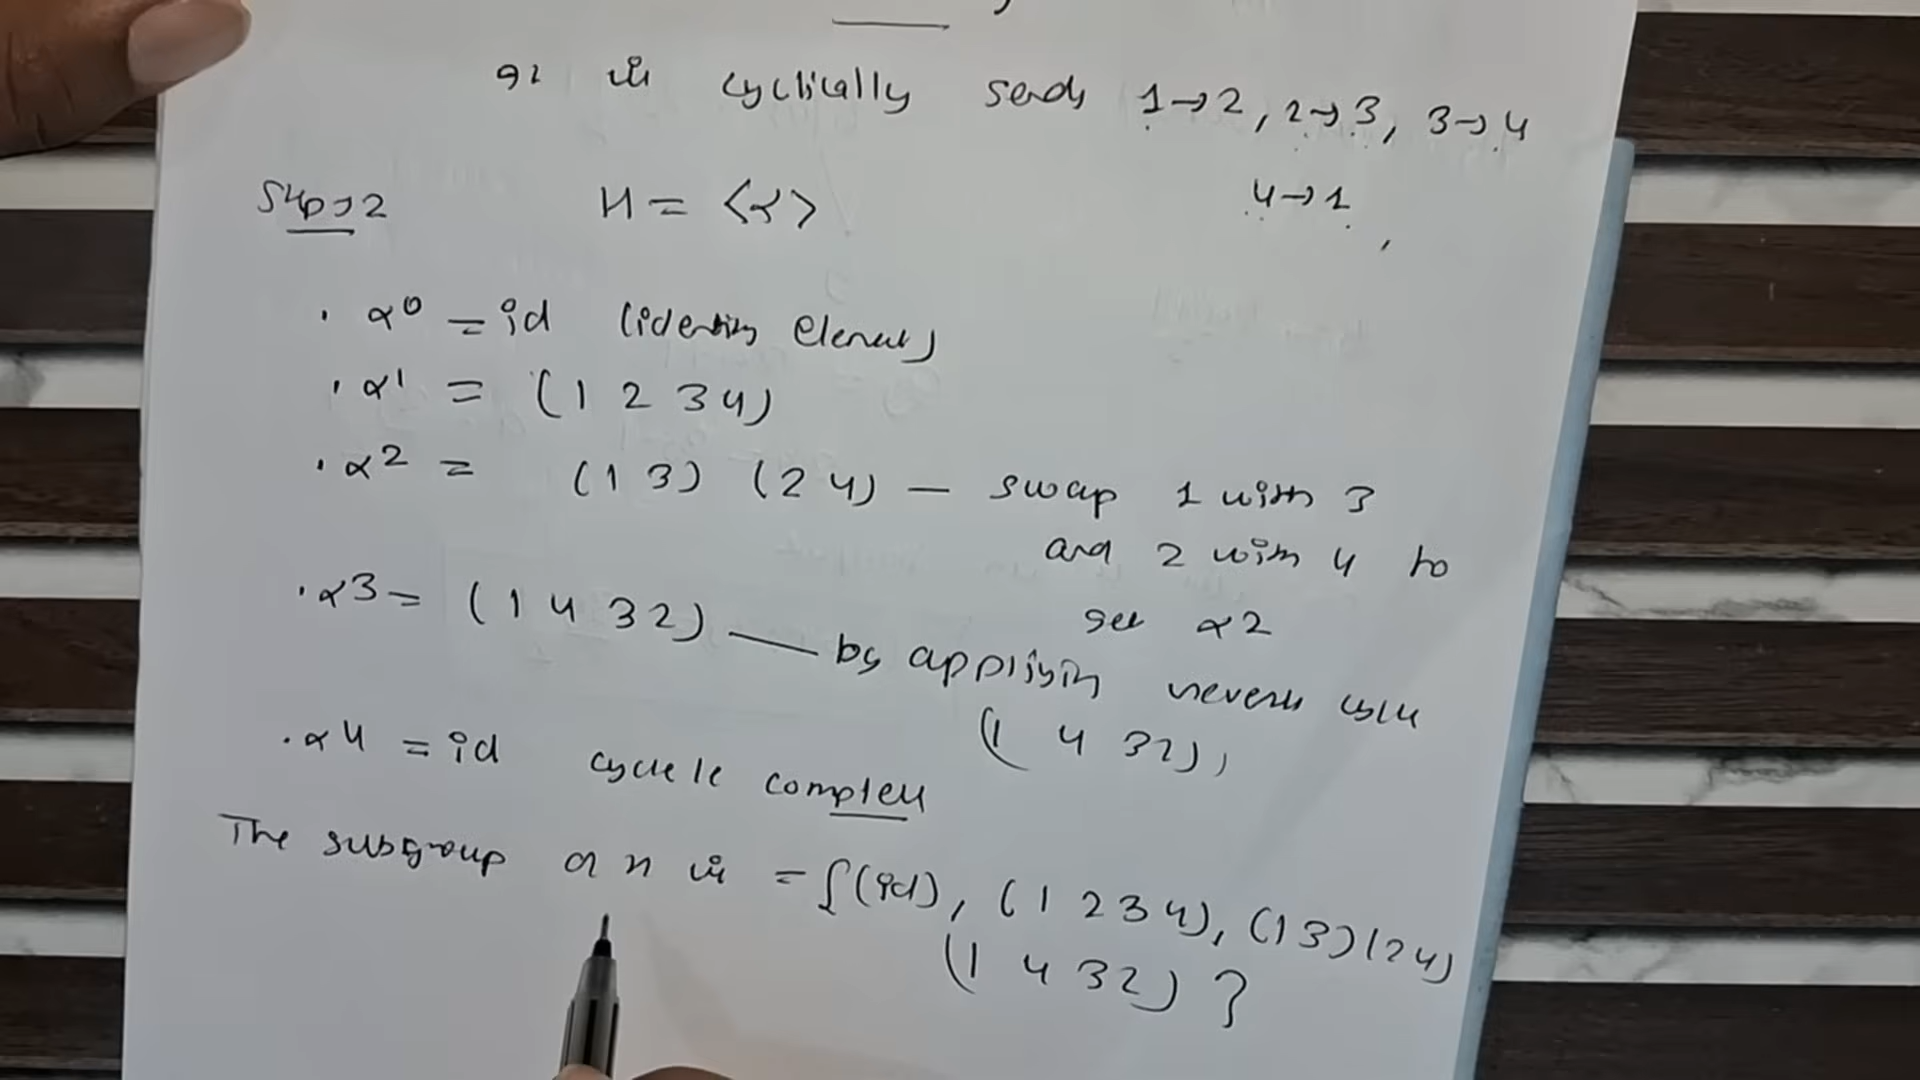 is cyclically sends 1→2, 2→3, 3→4
4→1,
Step 2 H = <α>
· α⁰ = id (identity element)
· α¹ = (1 2 3 4)
· α² = (1 3) (2 4) — swap 1 with 3
and 2 with 4 to
get α2
· α³ = (1 4 3 2) — by applying reverse cycle
(1 4 3 2),
· α4 = id cycle complete
The subgroup is = {(id), (1 2 3 4), (1 3)(2 4)
(1 4 3 2) }